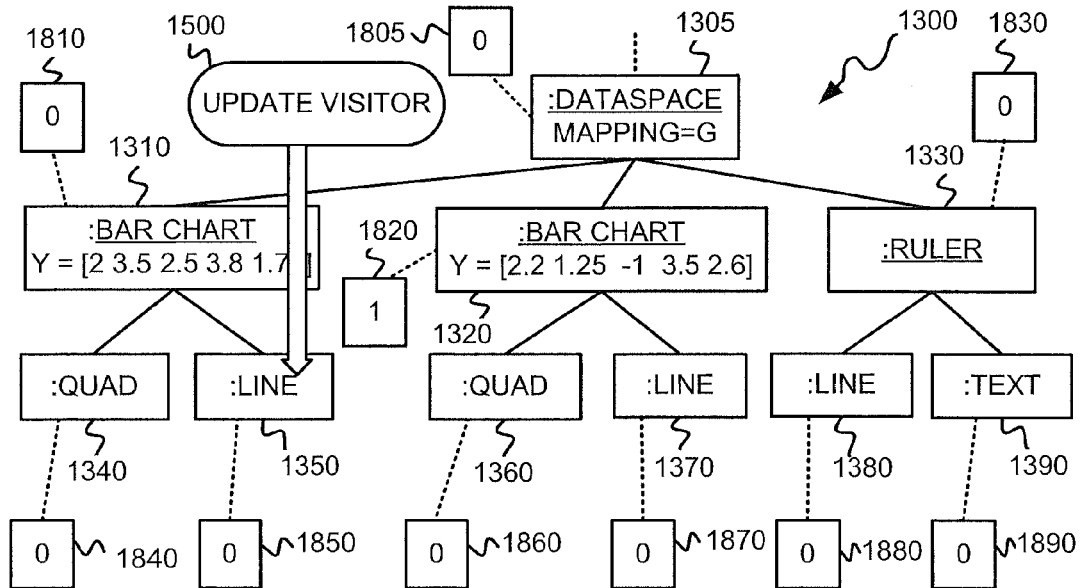 1810 1500 1805 0 1305 1300 1830
0 UPDATE VISITOR :DATASPACE 0
MAPPING=G
1310 1330
:BAR CHART 1820 :BAR CHART :RULER
Y = [2 3.5 2.5 3.8 1.7 ] Y = [2.2 1.25 -1 3.5 2.6]
1 1320
:QUAD :LINE :QUAD :LINE :LINE :TEXT
1340 1350 1360 1370 1380 1390
0 1840 0 1850 0 1860 0 1870 0 1880 0 1890